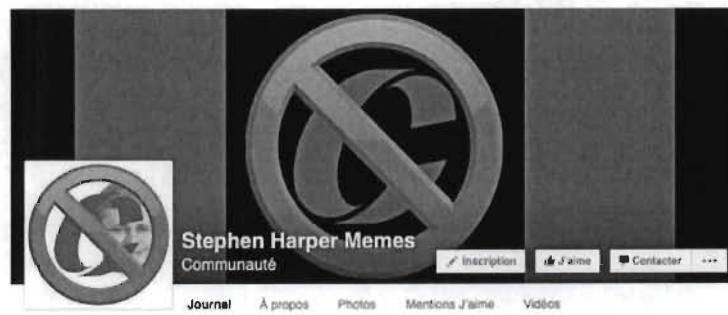 Stephen Harper Memes
Communauté
Inscription J'aime Contacter ...
Journal À propos Photos Mentions J'aime Vidéos